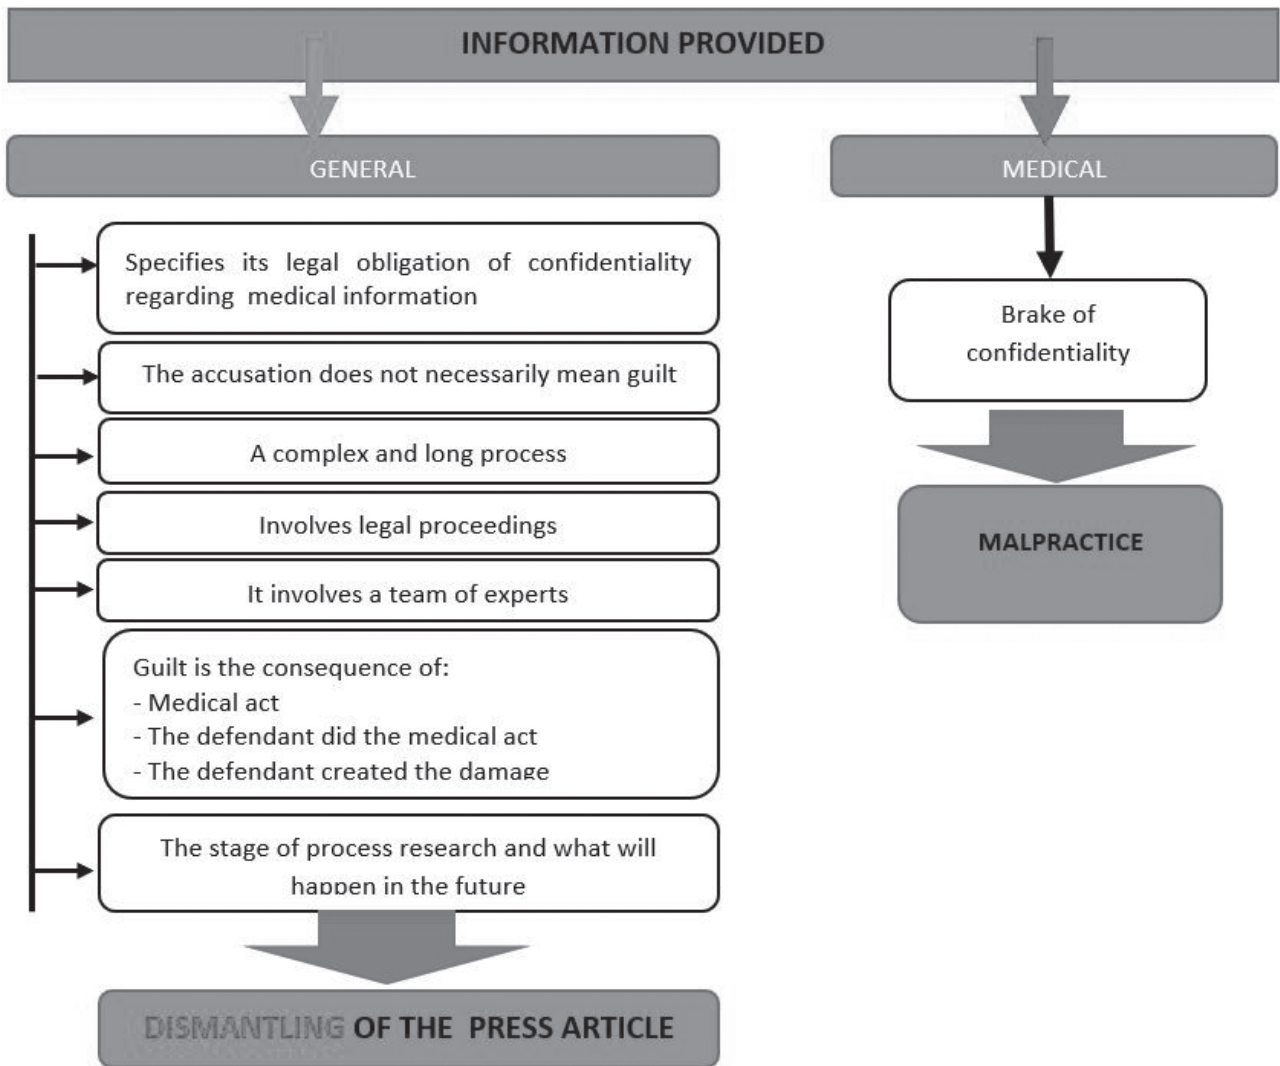 INFORMATION PROVIDED
GENERAL
Specifies its legal obligation of confidentiality
regarding medical information
The accusation does not necessarily mean guilt
A complex and long process
Involves legal proceedings
It involves a team of experts
Guilt is the consequence of:
- Medical act
- The defendant did the medical act
- The defendant created the damage
The stage of process research and what will
happen in the future
DISMANTLING OF THE PRESS ARTICLE
MEDICAL
Brake of
confidentiality
MALPRACTICE